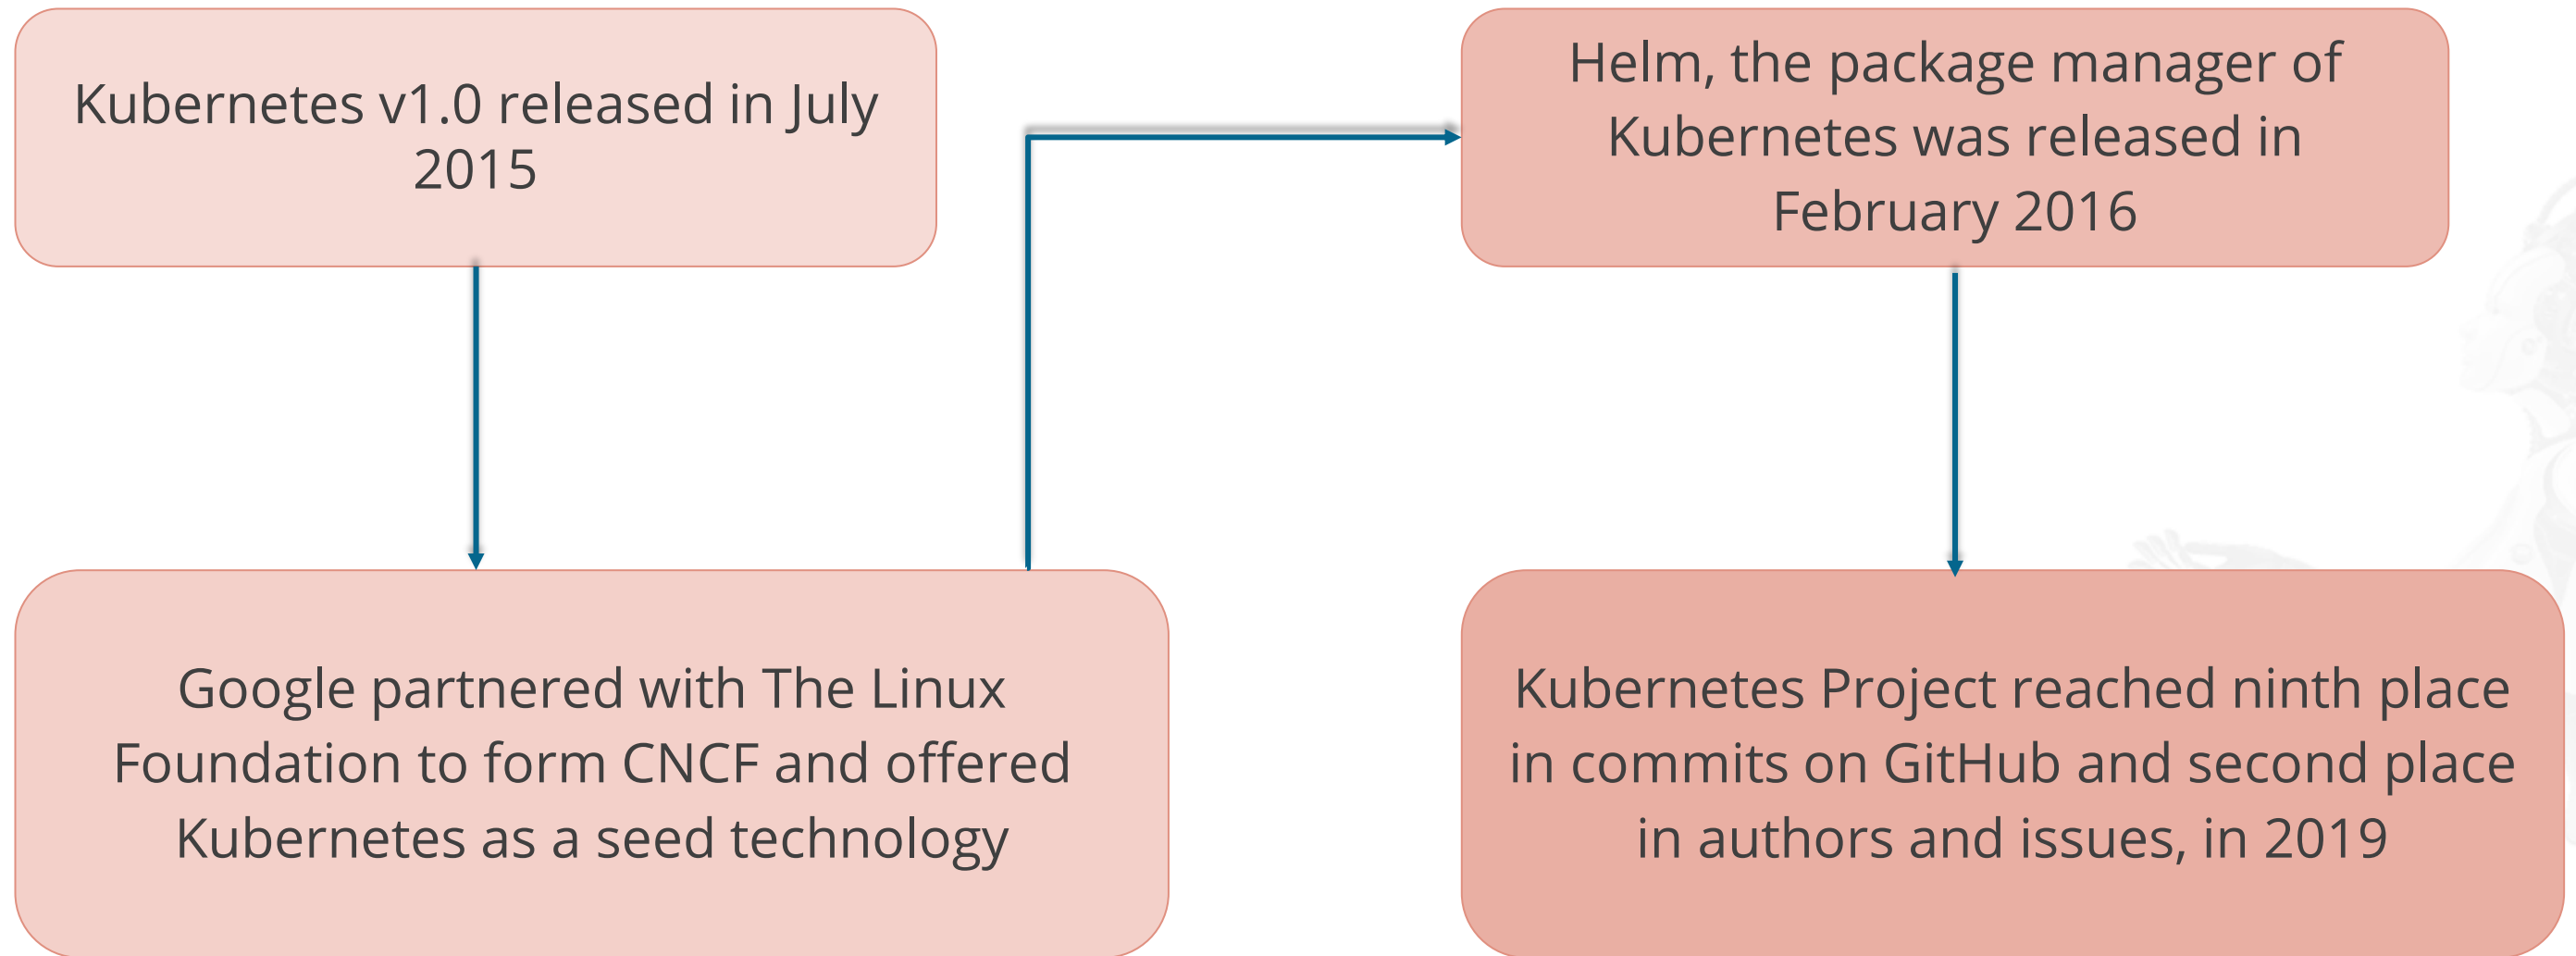 Kubernetes v1.0 released in July
2015
Google partnered with The Linux
Foundation to form CNCF and offered
Kubernetes as a seed technology
Helm, the package manager of
Kubernetes was released in
February 2016
Kubernetes Project reached ninth place
in commits on GitHub and second place
in authors and issues, in 2019